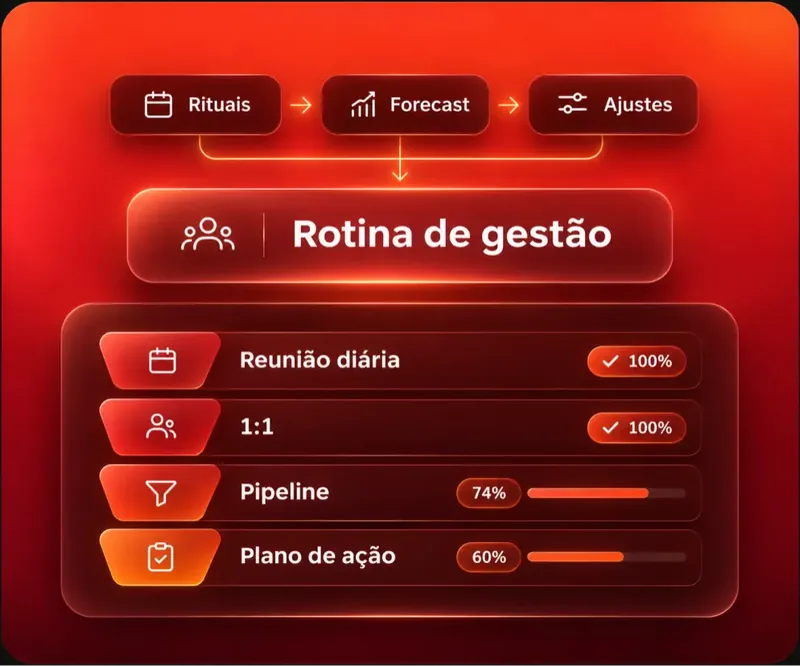 Rituais
Forecast
Ajustes
Rotina de gestão
Reunião diária
100%
1:1
100%
Pipeline
74%
Plano de ação
60%